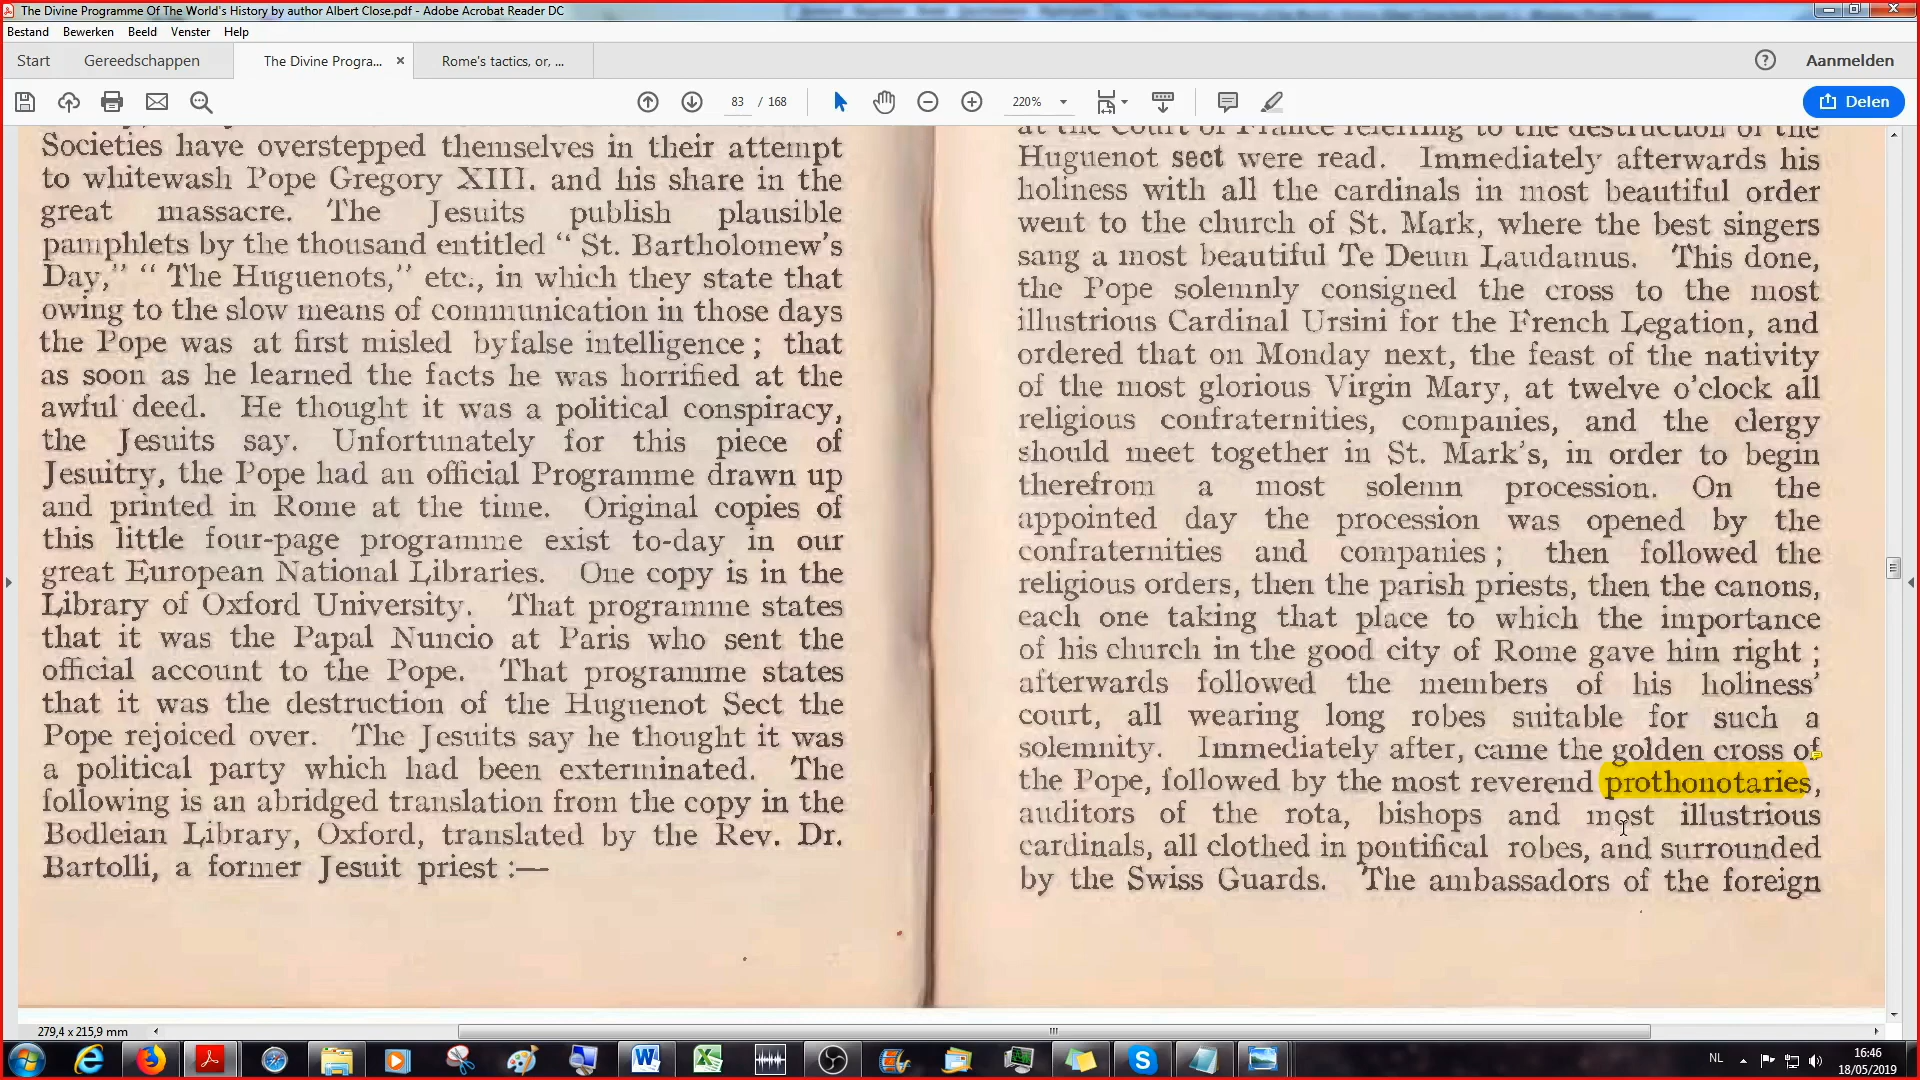 The Divine Programme Of The World's History by author Albert Close.pdf - Adobe Acrobat Reader DC
Bestand Bewerken Beeld Venster Help
Start Gereedschappen The Divine Progra... × Rome's tactics, or, ... Aanmelden
83 / 168 220% Delen
Societies have overstepped themselves in their attempt
to whitewash Pope Gregory XIII. and his share in the
great massacre. The Jesuits publish plausible
pamphlets by the thousand entitled " St. Bartholomew's
Day," " The Huguenots," etc., in which they state that
owing to the slow means of communication in those days
the Pope was at first misled byfalse intelligence ; that
as soon as he learned the facts he was horrified at the
awful deed. He thought it was a political conspiracy,
the Jesuits say. Unfortunately for this piece of
Jesuitry, the Pope had an official Programme drawn up
and printed in Rome at the time. Original copies of
this little four-page programme exist to-day in our
great European National Libraries. One copy is in the
Library of Oxford University. That programme states
that it was the Papal Nuncio at Paris who sent the
official account to the Pope. That programme states
that it was the destruction of the Huguenot Sect the
Pope rejoiced over. The Jesuits say he thought it was
a political party which had been exterminated. The
following is an abridged translation from the copy in the
Bodleian Library, Oxford, translated by the Rev. Dr.
Bartolli, a former Jesuit priest :—
at the Court of France referring to the destruction of the
Huguenot sect were read. Immediately afterwards his
holiness with all the cardinals in most beautiful order
went to the church of St. Mark, where the best singers
sang a most beautiful Te Deum Laudamus. This done,
the Pope solemnly consigned the cross to the most
illustrious Cardinal Ursini for the French Legation, and
ordered that on Monday next, the feast of the nativity
of the most glorious Virgin Mary, at twelve o'clock all
religious confraternities, companies, and the clergy
should meet together in St. Mark's, in order to begin
therefrom a most solemn procession. On the
appointed day the procession was opened by the
confraternities and companies ; then followed the
religious orders, then the parish priests, then the canons,
each one taking that place to which the importance
of his church in the good city of Rome gave him right ;
afterwards followed the members of his holiness'
court, all wearing long robes suitable for such a
solemnity. Immediately after, came the golden cross of
the Pope, followed by the most reverend prothonotaries,
auditors of the rota, bishops and most illustrious
cardinals, all clothed in pontifical robes, and surrounded
by the Swiss Guards. The ambassadors of the foreign
279,4 x 215,9 mm
NL 16:46
18/05/2019